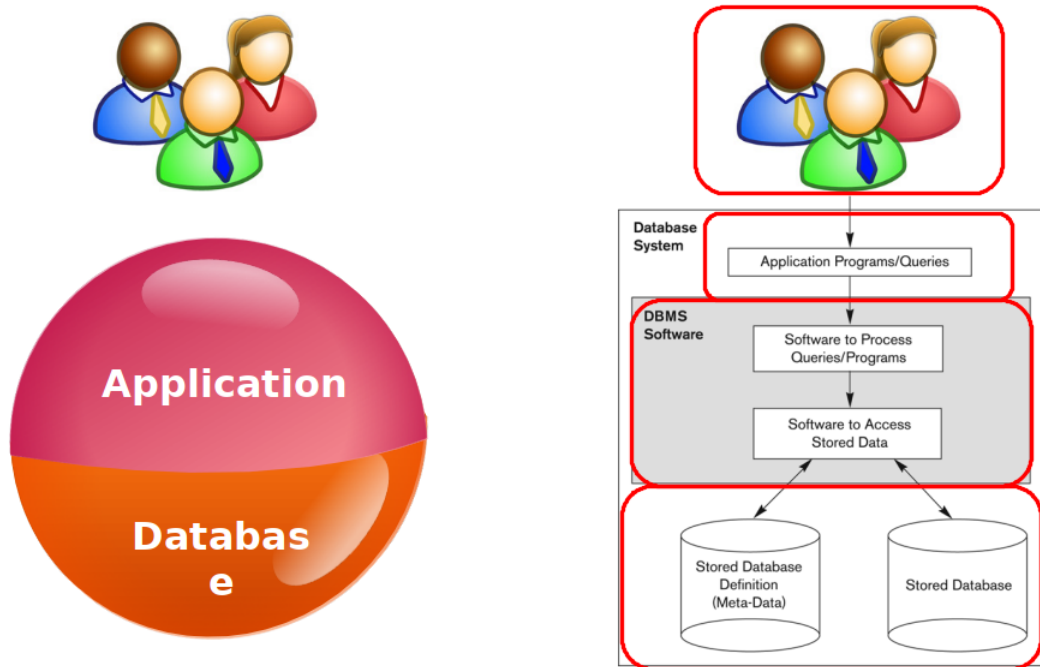 Application
Databas
e
Database
System
Application Programs/Queries
DBMS
Software
Software to Process
Queries/Programs
Software to Access
Stored Data
Stored Database
Definition
(Meta-Data)
Stored Database